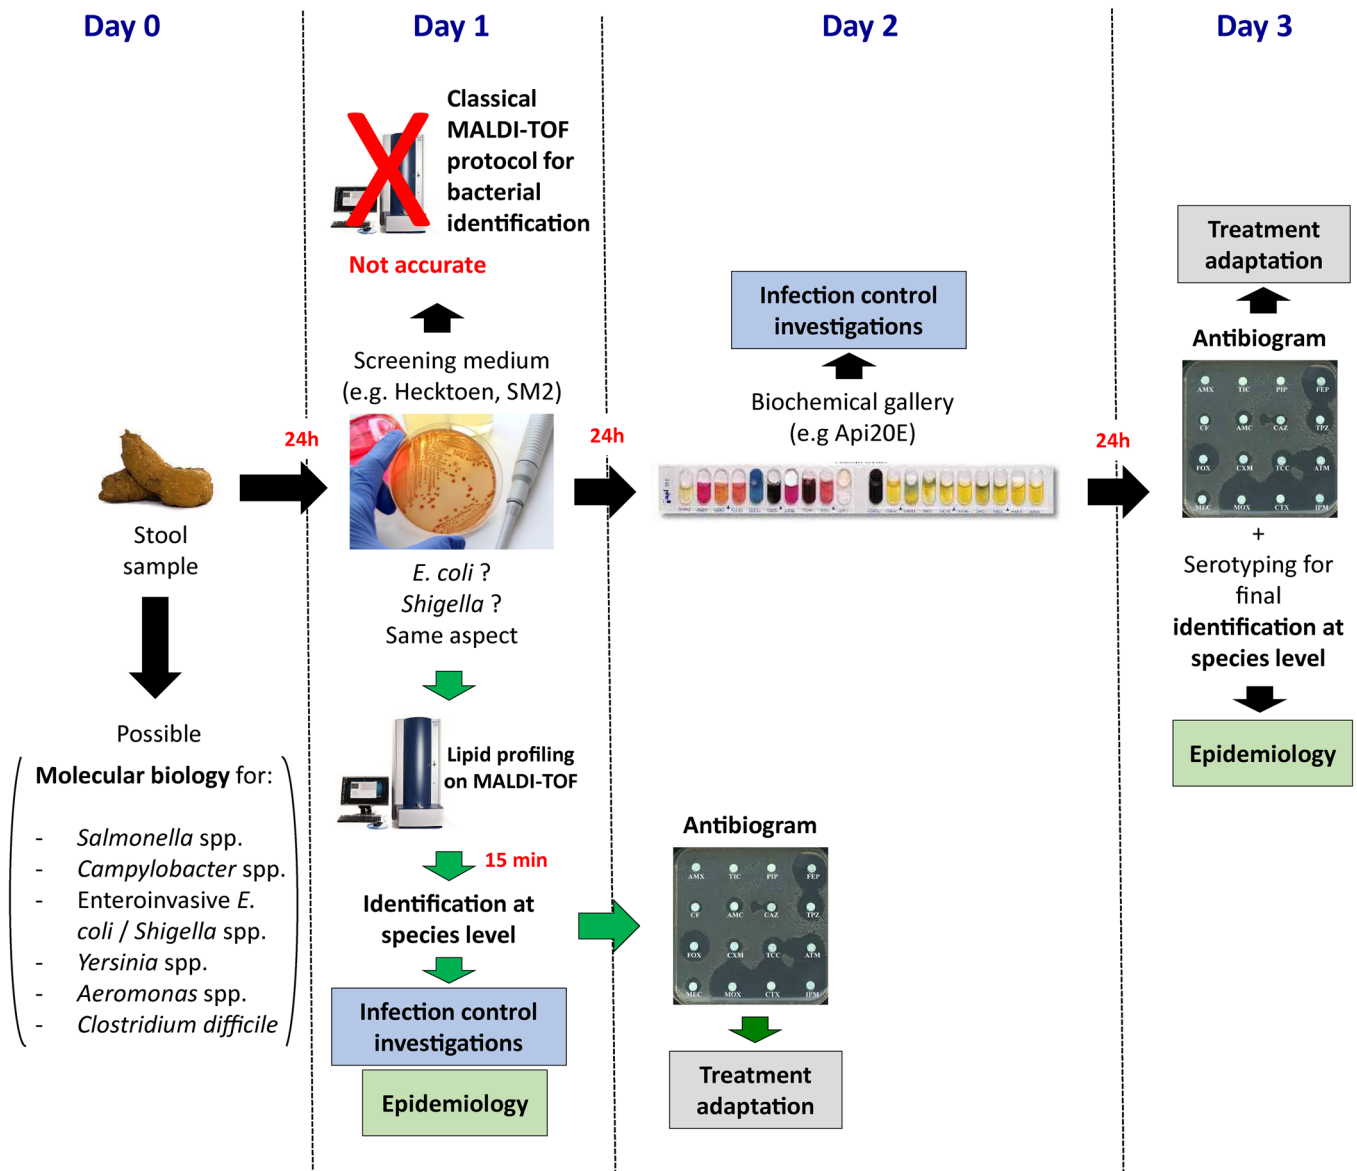 Day 0
Day 1
Day 2
Day 3
Classical
MALDI-TOF
protocol for
bacterial
identification
Not accurate
Screening medium
(e.g. Hecktoen, SM2)
24h
Stool
sample
E. coli ?
Shigella ?
Same aspect
Possible
Molecular biology for:
- Salmonella spp.
- Campylobacter spp.
- Enteroinvasive E.
coli / Shigella spp.
- Yersinia spp.
- Aeromonas spp.
- Clostridium difficile
Lipid profiling
on MALDI-TOF
15 min
Identification at
species level
Infection control
investigations
Epidemiology
24h
Infection control
investigations
Biochemical gallery
(e.g Api20E)
Antibiogram
AMX TIC PIP FEP
CF AMC CAZ TPZ
FOX CXM TCC ATM
MEC MOX CTX IPM
Treatment
adaptation
24h
Treatment
adaptation
Antibiogram
AMX TIC PIP FEP
CF AMC CAZ TPZ
FOX CXM TCC ATM
MEC MOX CTX IPM
+
Serotyping for
final
identification at
species level
Epidemiology